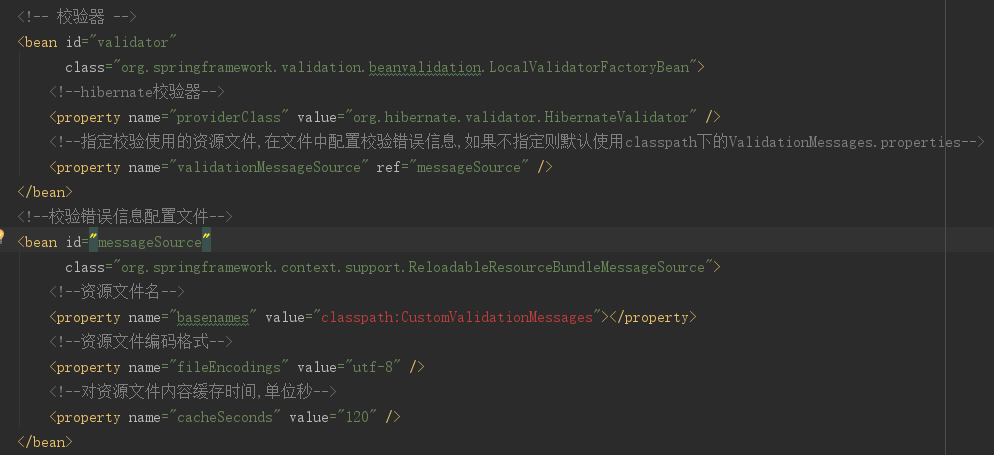 <!-- 校验器 -->
<bean id="validator"
class="org.springframework.validation.beanvalidation.LocalValidatorFactoryBean">
<!--hibernate校验器-->
<property name="providerClass" value="org.hibernate.validator.HibernateValidator" />
<!--指定校验使用的资源文件,在文件中配置校验错误信息,如果不指定则默认使用classpath下的ValidationMessages.properties-->
<property name="validationMessageSource" ref="messageSource" />
</bean>
<!--校验错误信息配置文件-->
<bean id="messageSource"
class="org.springframework.context.support.ReloadableResourceBundleMessageSource">
<!--资源文件名-->
<property name="basenames" value="classpath:CustomValidationMessages"></property>
<!--资源文件编码格式-->
<property name="fileEncodings" value="utf-8" />
<!--对资源文件内容缓存时间,单位秒-->
<property name="cacheSeconds" value="120" />
</bean>